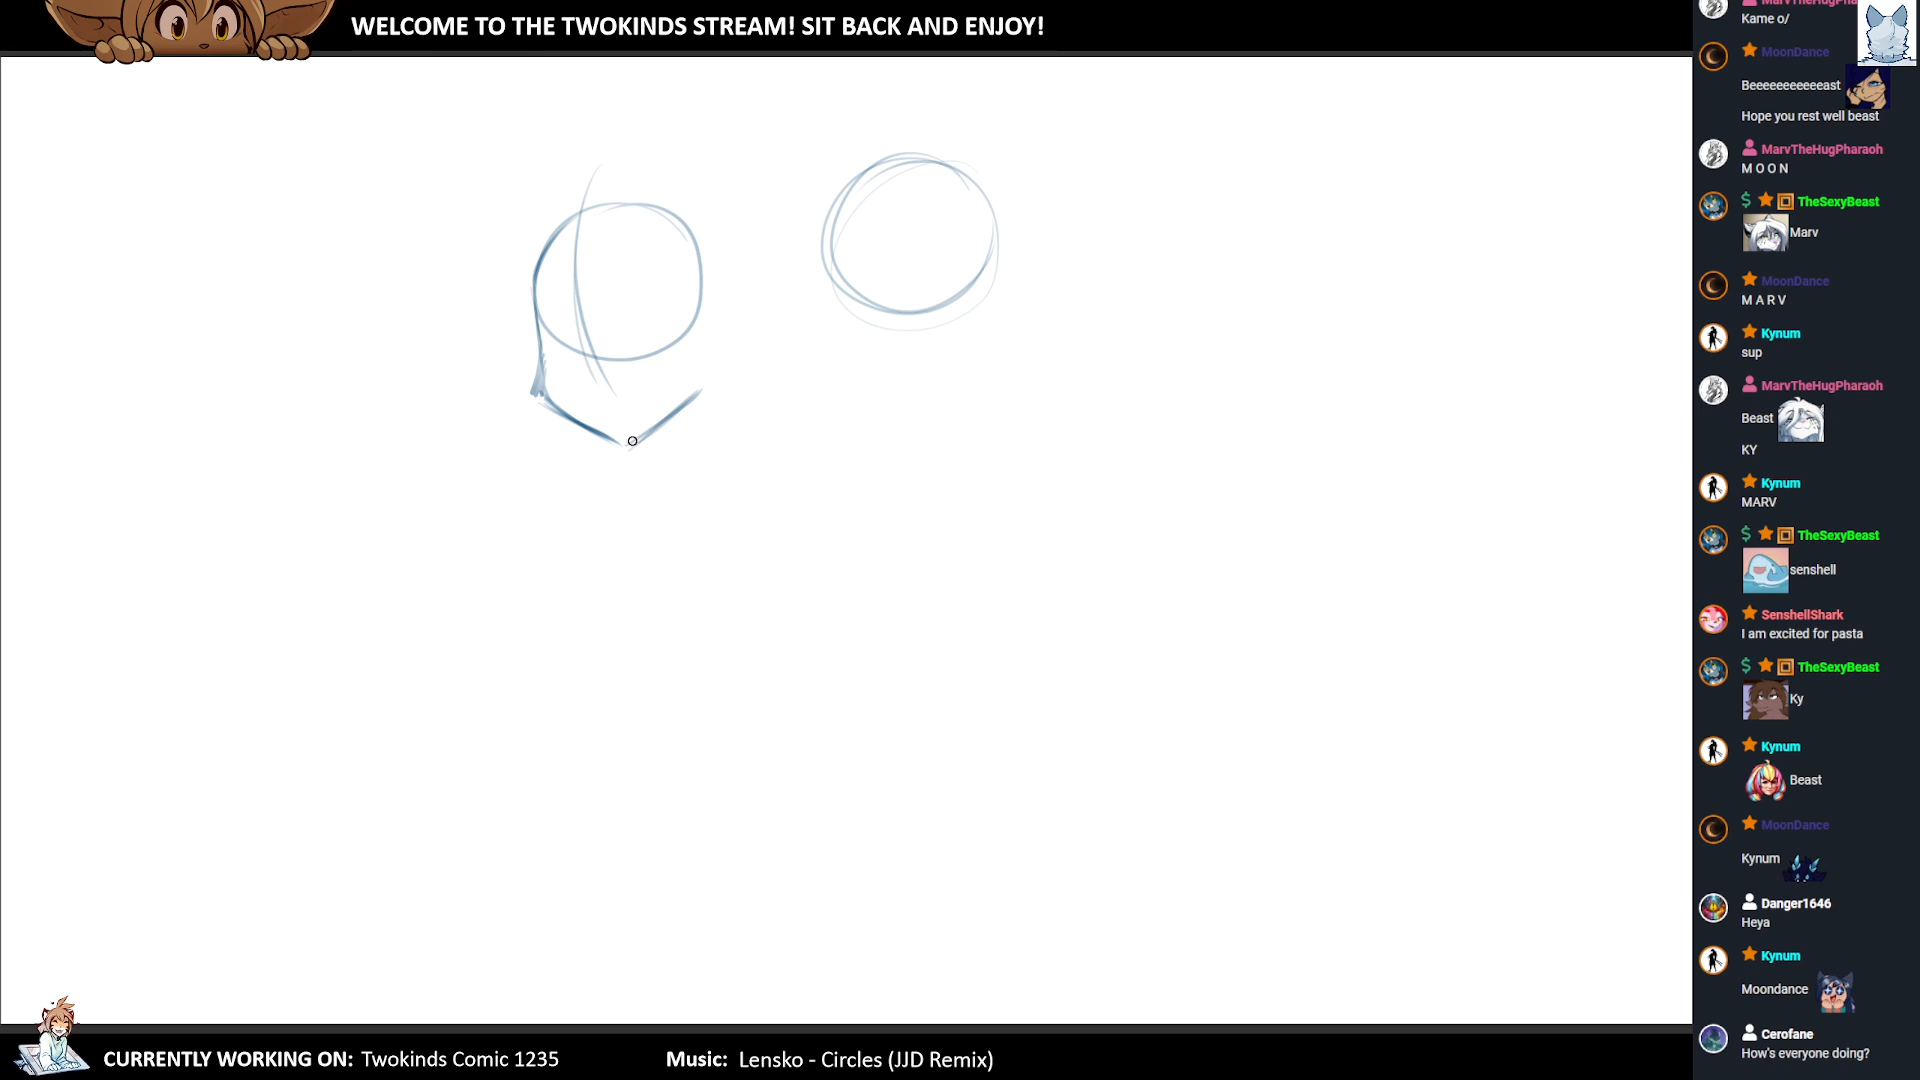 WELCOME TO THE TWOKINDS STREAM! SIT BACK AND ENJOY!
MarvTheHugPha
Kame o/
MoonDance
Beeeeeeeeeeeast
Hope you rest well beast
MarvTheHugPharaoh
M O O N
TheSexyBeast
Marv
MoonDance
M A R V
Kynum
sup
MarvTheHugPharaoh
Beast
KY
Kynum
MARV
TheSexyBeast
senshell
SenshellShark
I am excited for pasta
TheSexyBeast
Ky
Kynum
Beast
MoonDance
Kynum
Danger1646
Heya
Kynum
Moondance
Cerofane
How's everyone doing?
CURRENTLY WORKING ON: Twokinds Comic 1235
Music: Lensko - Circles (JJD Remix)